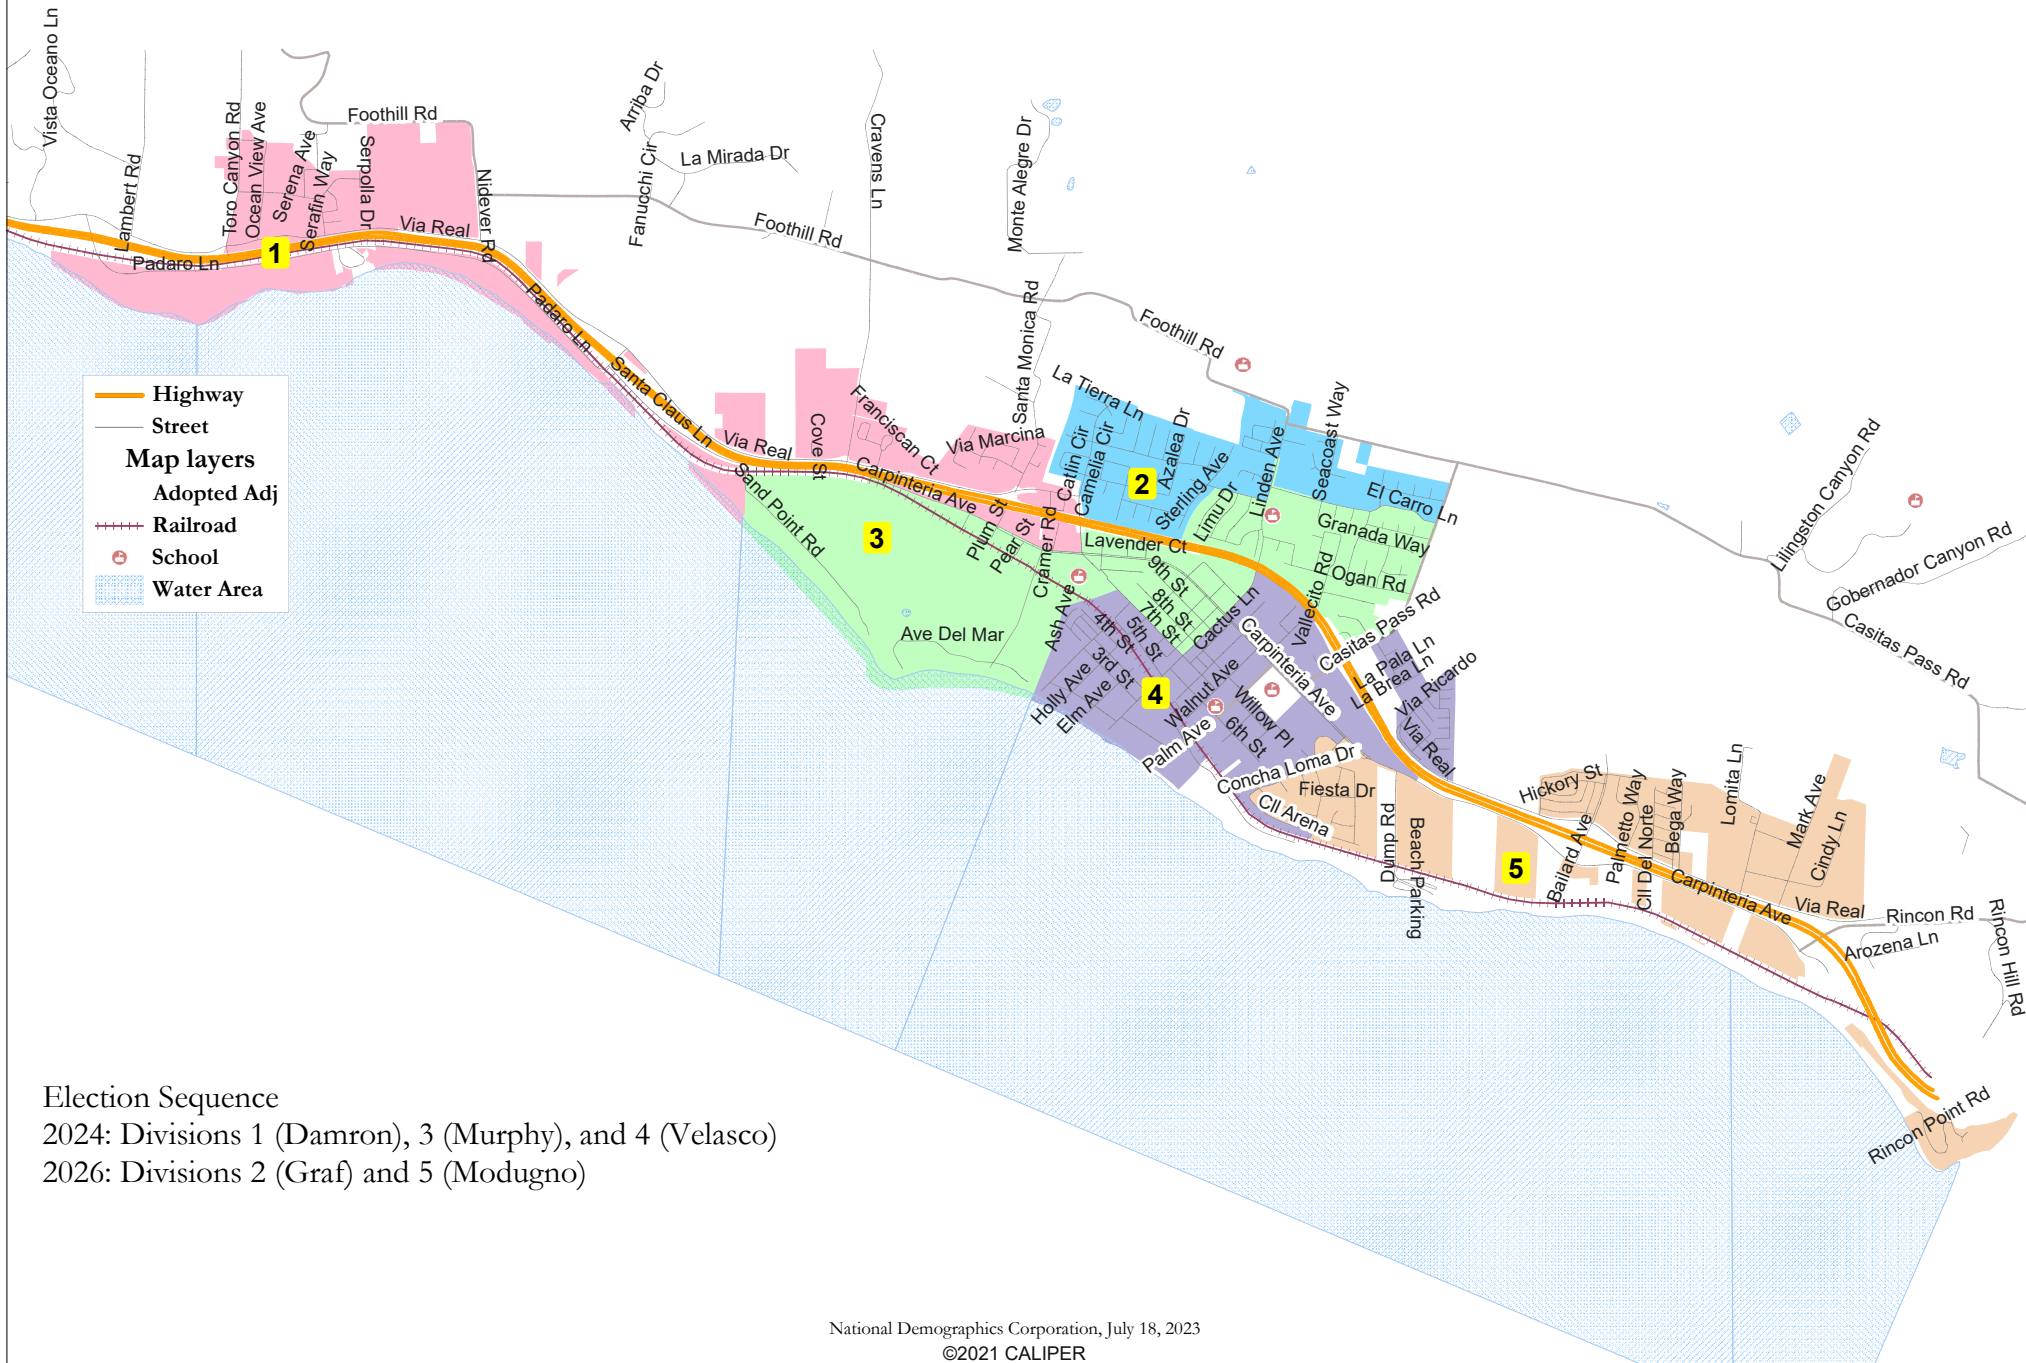 Vista Oceano Ln
Lambert Rd
Toro Canyon Rd
Ocean View Ave
Serena Ave
Serafin Way
Serpolla Dr
Foothill Rd
Via Real
Nidever Rd
Padaro Ln
1
Padaro Ln
Santa Claus Ln
Arriba Dr
La Mirada Dr
Fanucchi Cir
Foothill Rd
Cravens Ln
Monte Alegre Dr
Santa Monica Rd
Foothill Rd
Via Real
Cove St
Franciscan Ct
Via Marcina
Carpinteria Ave
Sand Point Rd
3
Plum St
Pear St
Cramer Rd
Catlin Cir
Camelia Cir
La Tierra Ln
Azalea Dr
2
Sterling Ave
Limu Dr
Linden Ave
Seacoast Way
El Carro Ln
Granada Way
Ogan Rd
Lavender Ct
Vallecito Rd
Casitas Pass Rd
9th St
8th St
7th St
5th St
4th St
3rd St
6th St
Cactus Ln
Carpinteria Ave
Ash Ave
Ave Del Mar
Holly Ave
Elm Ave
4
Walnut Ave
Willow Pl
Palm Ave
La Pala Ln
La Brea Ln
Via Ricardo
Via Real
Concha Loma Dr
Fiesta Dr
Cll Arena
Dump Rd
Beach Parking
5
Hickory St
Bailard Ave
Palmetto Way
Cll Del Norte
Bega Way
Lomita Ln
Mark Ave
Cindy Ln
Carpinteria Ave
Via Real
Rincon Rd
Arozena Ln
Rincon Hill Rd
Rincon Point Rd
Lillingston Canyon Rd
Gobernador Canyon Rd
Casitas Pass Rd
Highway
Street
Map layers
Adopted Adj
Railroad
School
Water Area
Election Sequence
2024: Divisions 1 (Damron), 3 (Murphy), and 4 (Velasco)
2026: Divisions 2 (Graf) and 5 (Modugno)
National Demographics Corporation, July 18, 2023
©2021 CALIPER